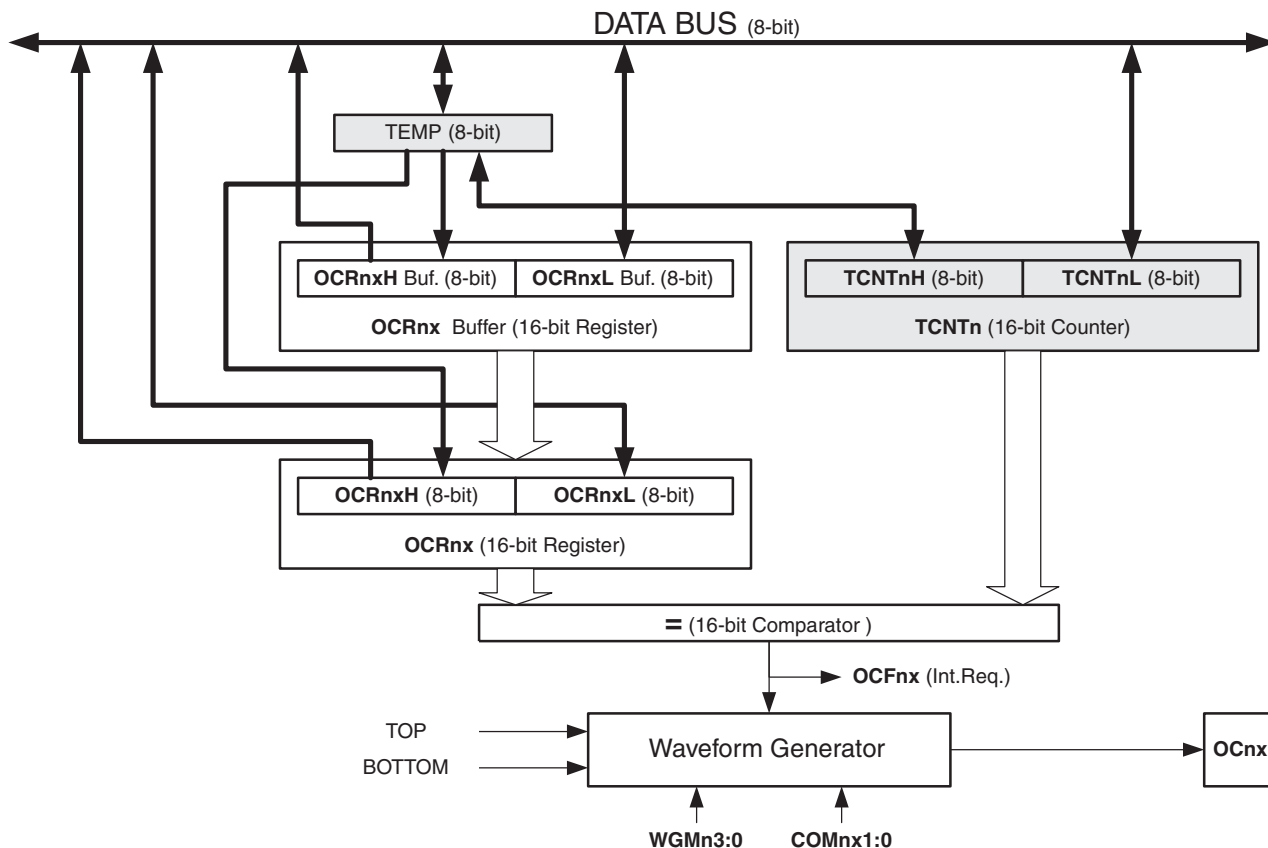 DATA BUS (8-bit)
TEMP (8-bit)
OCRnxH Buf. (8-bit) OCRnxL Buf. (8-bit)
OCRnx Buffer (16-bit Register)
TCNTnH (8-bit) TCNTnL (8-bit)
TCNTn (16-bit Counter)
OCRnxH (8-bit) OCRnxL (8-bit)
OCRnx (16-bit Register)
= (16-bit Comparator )
OCFnx (Int.Req.)
TOP
BOTTOM
Waveform Generator
OCnx
WGMn3:0 COMnx1:0